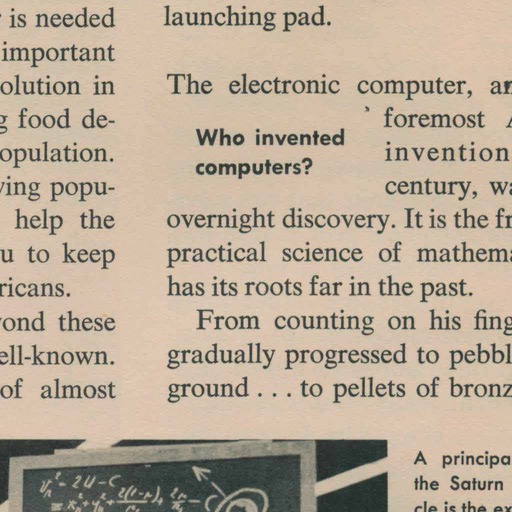 is needed
important
olution in
g food de-
opulation.
ving popu-
help the
u to keep
ricans.
yond these
ell-known.
of almost
launching pad.
The electronic computer, an
Who invented
computers?
foremost A
invention
century, wa
overnight discovery. It is the fr
practical science of mathema
has its roots far in the past.
From counting on his fing
gradually progressed to pebbl
ground . . . to pellets of bronz
A principa
the Saturn
cle is the ex